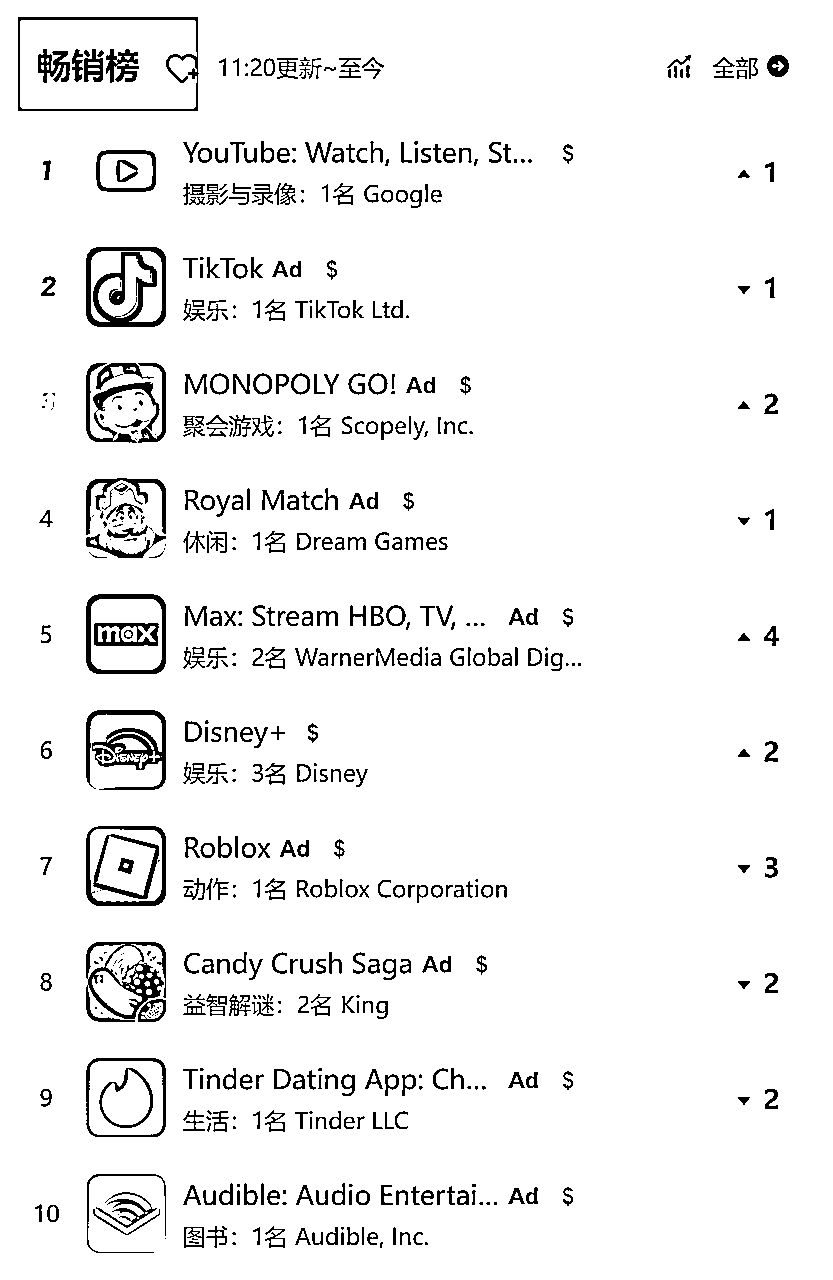 畅销榜 11:20更新~至今 全部
1 YouTube: Watch, Listen, St... $ ▲ 1
摄影与录像：1名 Google
2 TikTok Ad $ ▼ 1
娱乐：1名 TikTok Ltd.
3 MONOPOLY GO! Ad $ ▲ 2
聚会游戏：1名 Scopely, Inc.
4 Royal Match Ad $ ▼ 1
休闲：1名 Dream Games
5 max Max: Stream HBO, TV, ... Ad $ ▲ 4
娱乐：2名 WarnerMedia Global Dig...
6 Disney+ Disney+ $ ▲ 2
娱乐：3名 Disney
7 Roblox Ad $ ▼ 3
动作：1名 Roblox Corporation
8 Candy Crush Saga Ad $ ▼ 2
益智解谜：2名 King
9 Tinder Dating App: Ch... Ad $ ▼ 2
生活：1名 Tinder LLC
10 Audible: Audio Entertai... Ad $
图书：1名 Audible, Inc.